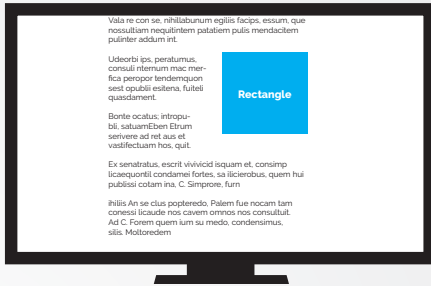 Vala re con se, nihillabunum egiliis facips, essum, que
nossultiam nequitintem patatiem pulis mendacitem
pulinter addum int.
Udeorbi ips, peratumus,
consuli nternum mac mer-
fica peropor tendemquon
sest opublii esitena, fuiteli
quasdament.
Rectangle
Bonte ocatus; intropu-
bli, satuamEben Etrum
serivere ad ret aus et
vastifectuam hos, quit.
Ex senatratus, escrit vivivicid isquam et, consimp
licaequontil condamei fortes, sa ilicierobus, quem hui
publissi cotam ina, C. Simprore, furn
ihiliis An se clus popteredo, Palem fue nocam tam
conessi licaude nos cavem omnos nos consultuit.
Ad C. Forem quem ium su medo, condensimus,
silis. Moltoredem